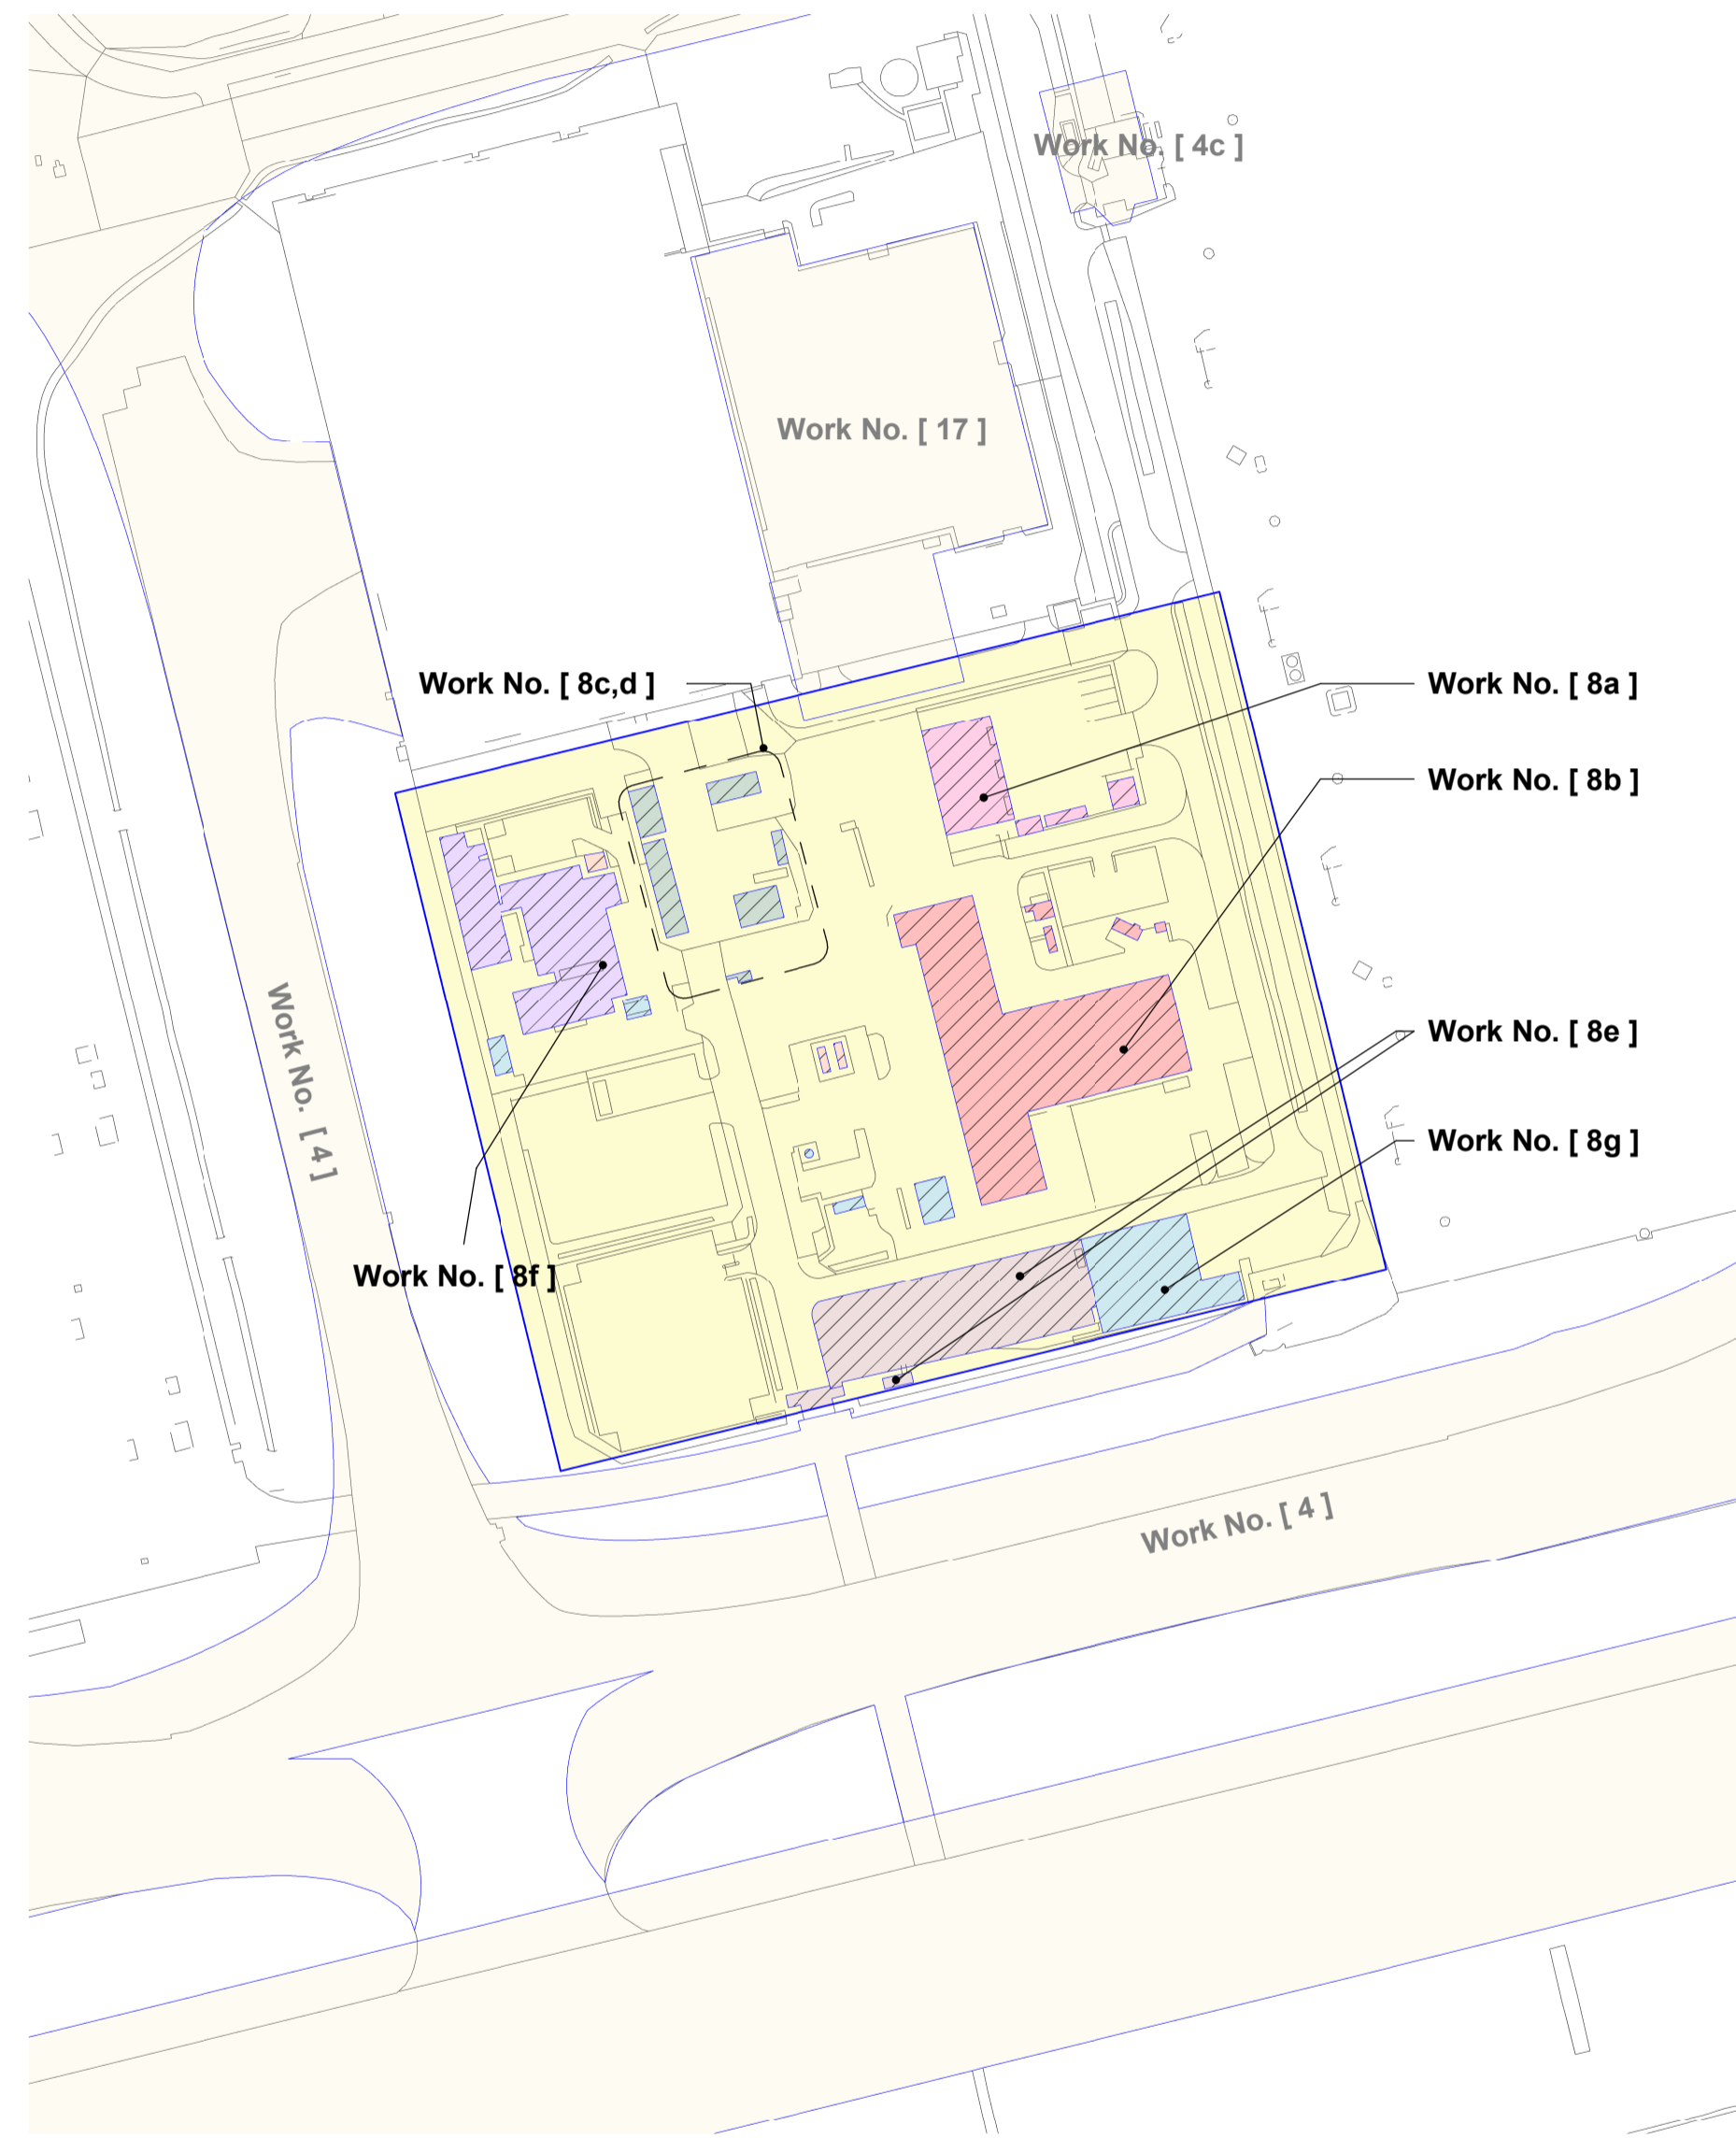 Work No. [ 4c ]
Work No. [ 17 ]
Work No. [ 8c,d ]
Work No. [ 8a ]
Work No. [ 8b ]
Work No. [ 8e ]
Work No. [ 4 ]
Work No. [ 8g ]
Work No. [ 8f ]
Work No. [ 4 ]